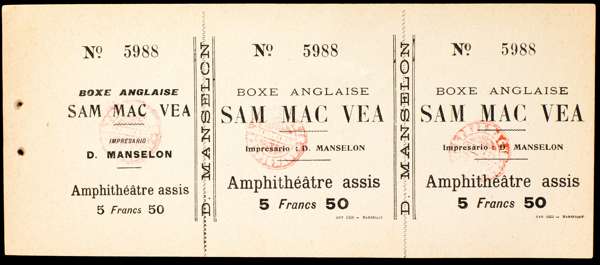 Nº 5988
BOXE ANGLAISE
SAM MAC VEA
IMPRESARIO
D. MANSELON
Amphithéâtre assis
5 Francs 50
D. MANSELON
Nº 5988
BOXE ANGLAISE
SAM MAC VEA
Impresario : D. MANSELON
Amphithéâtre assis
5 Francs 50
D. MANSELON
Nº 5988
BOXE ANGLAISE
SAM MAC VEA
Impresario : D. MANSELON
Amphithéâtre assis
5 Francs 50